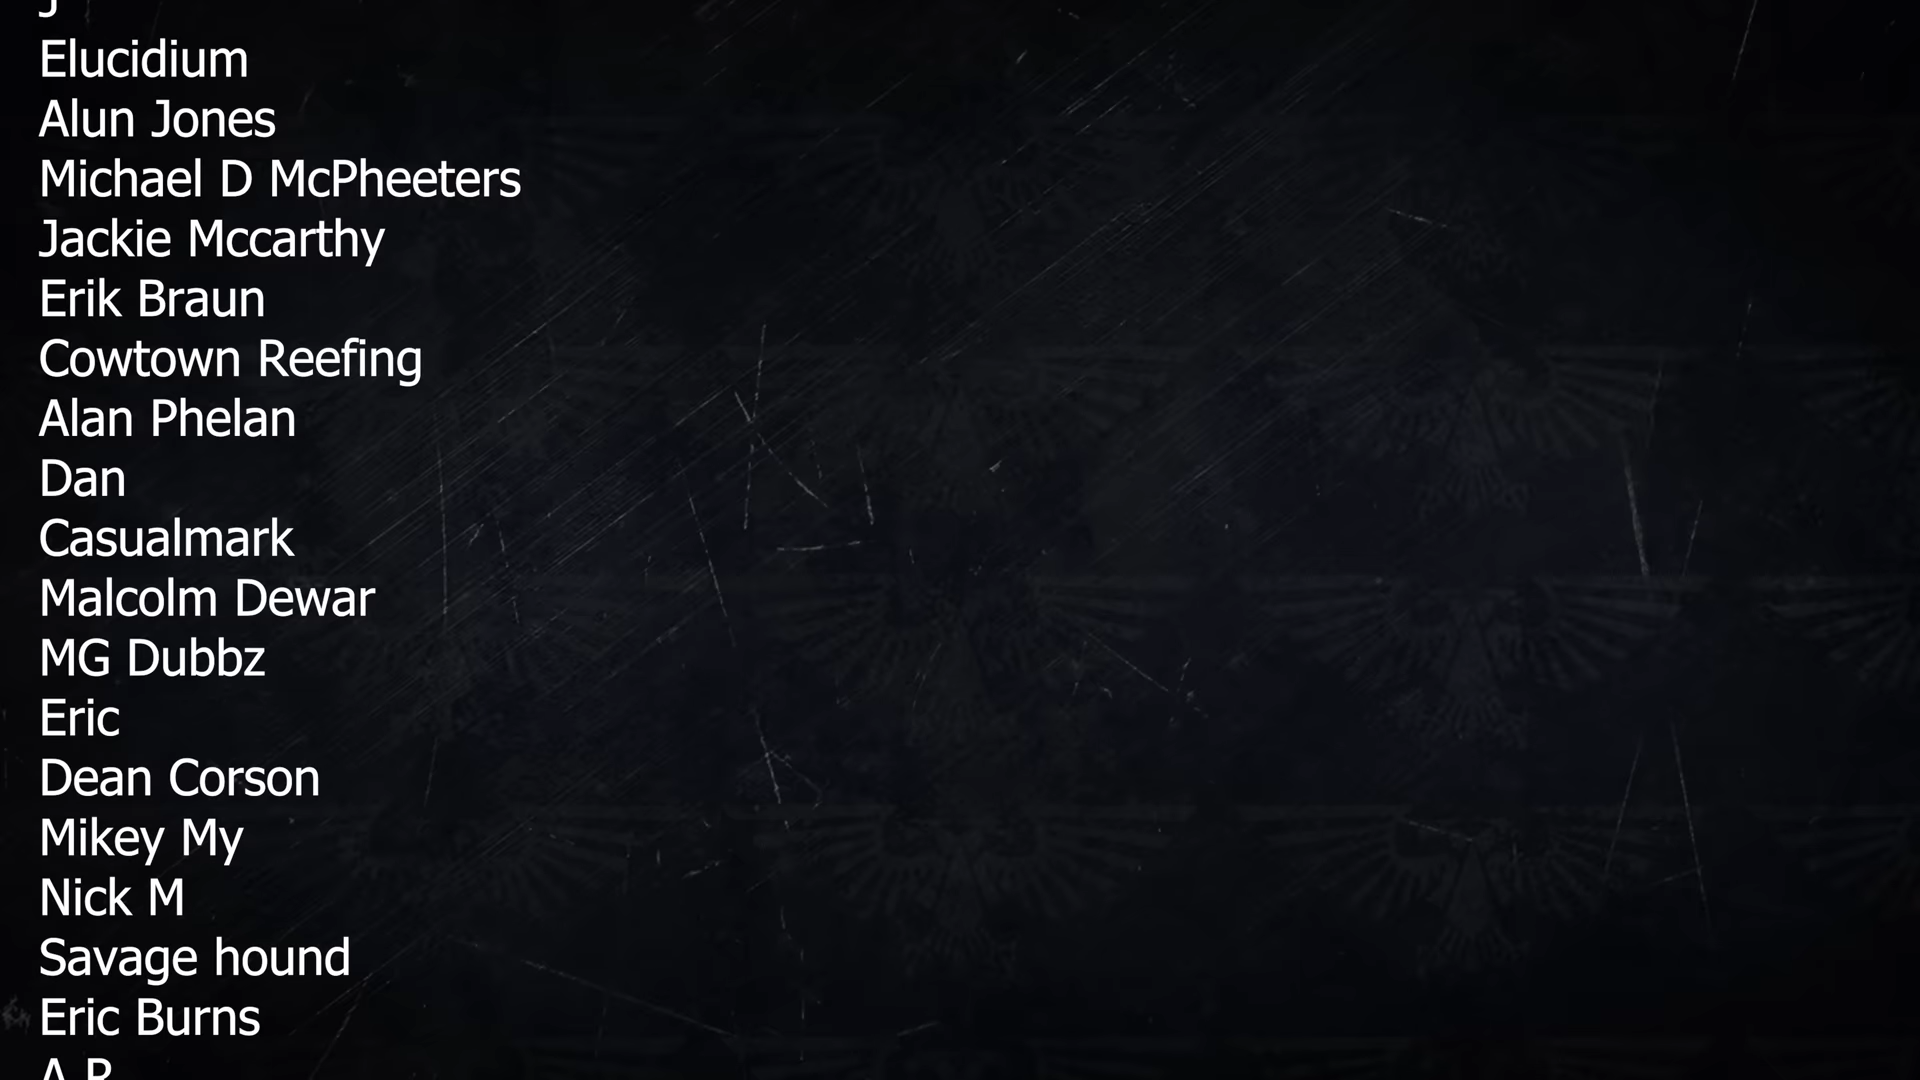 J
Elucidium
Alun Jones
Michael D McPheeters
Jackie Mccarthy
Erik Braun
Cowtown Reefing
Alan Phelan
Dan
Casualmark
Malcolm Dewar
MG Dubbz
Eric
Dean Corson
Mikey My
Nick M
Savage hound
Eric Burns